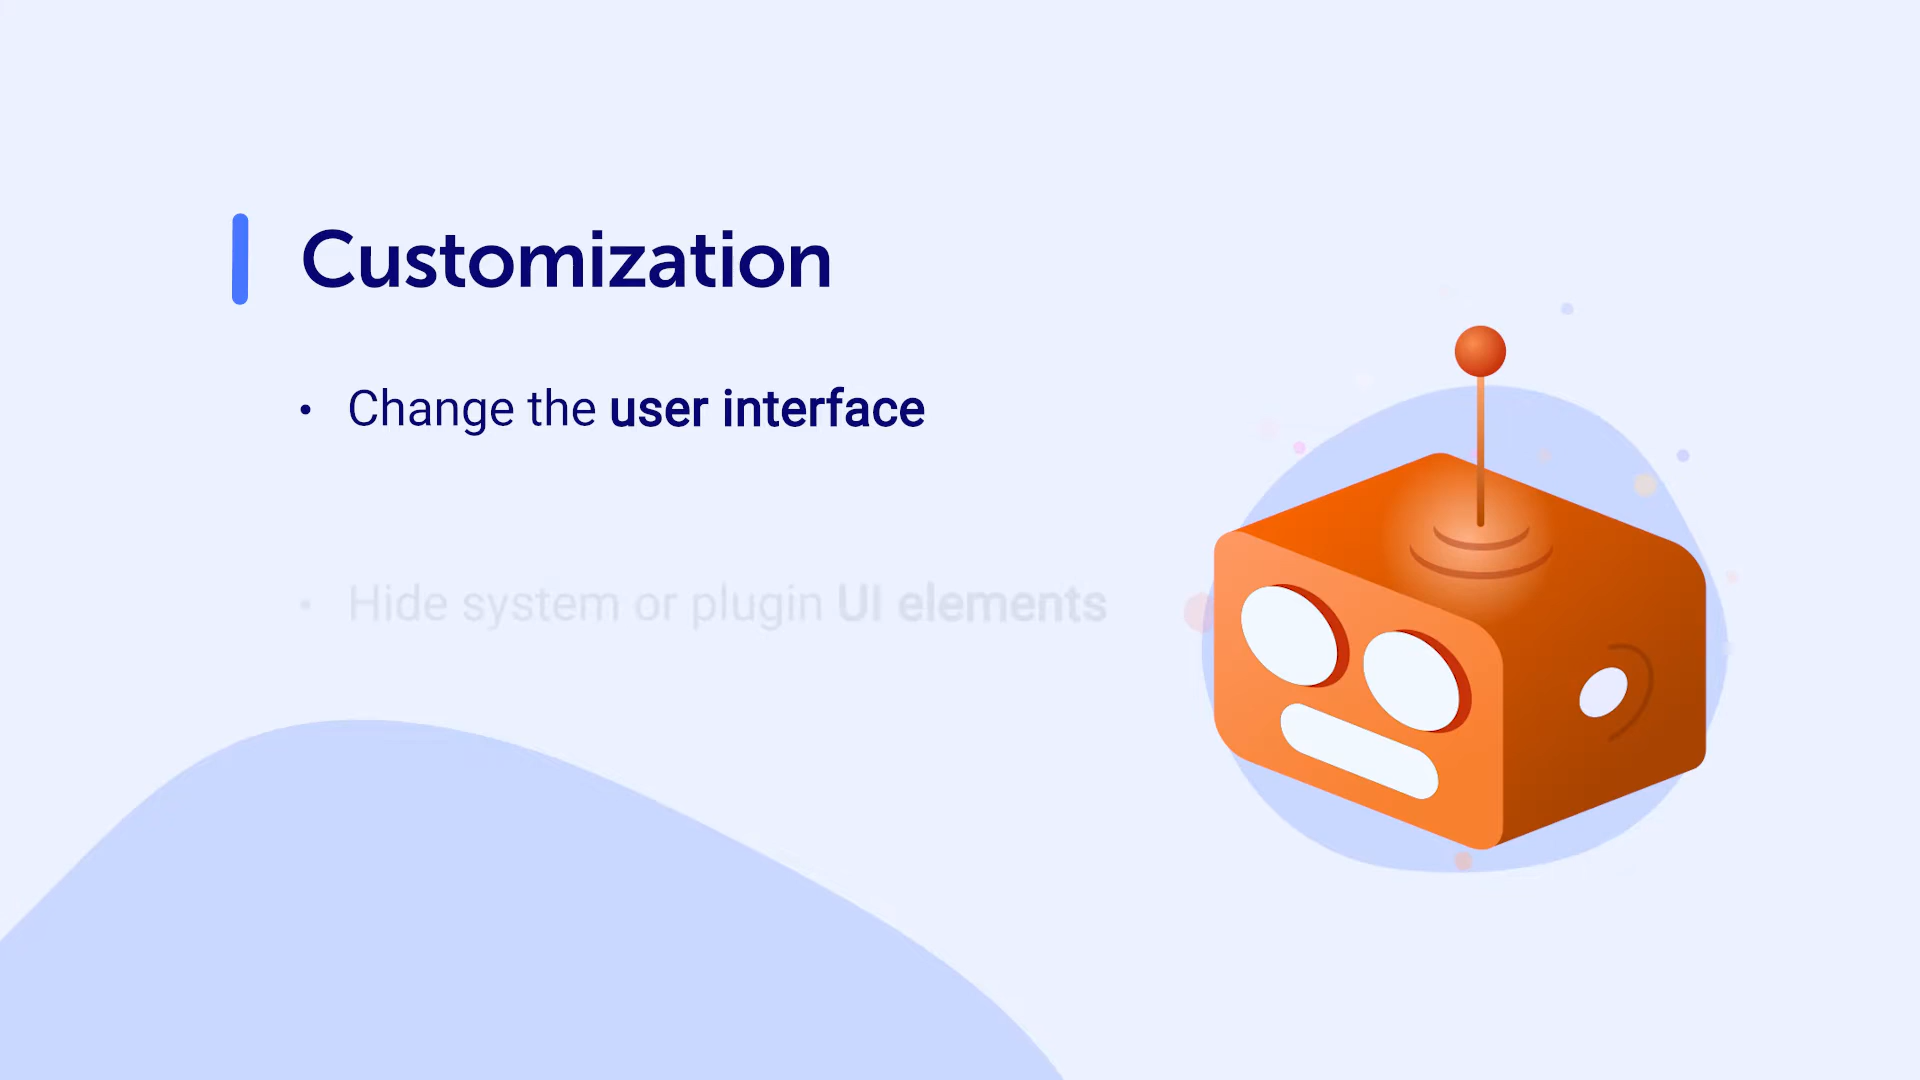 Customization
• Change the user interface
• Hide system or plugin UI elements